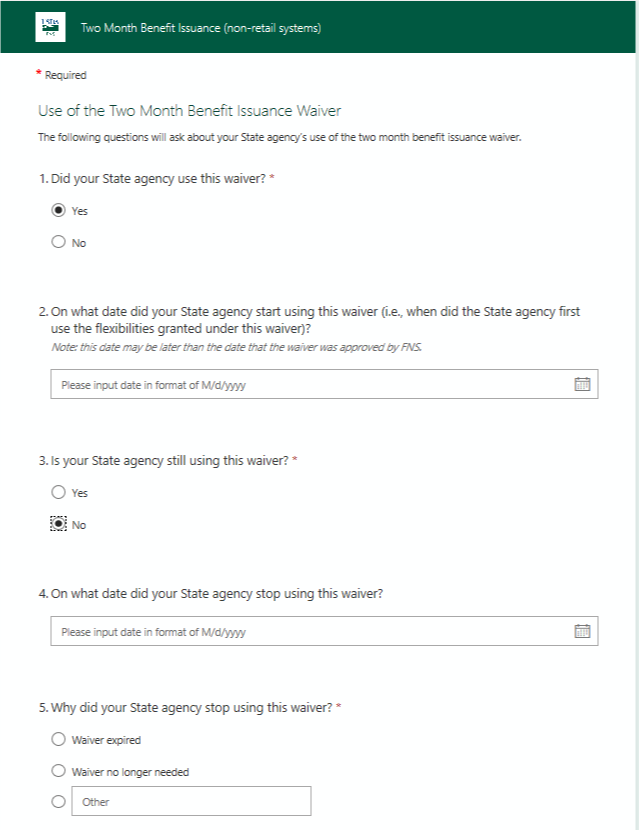 Two Month Benefit Issuance (non-retail systems)
* Required
Use of the Two Month Benefit Issuance Waiver
The following questions will ask about your State agency's use of the two month benefit issuance waiver.
1. Did your State agency use this waiver? *
Yes
No
2. On what date did your State agency start using this waiver (i.e., when did the State agency first
use the flexibilities granted under this waiver)?
Note: this date may be later than the date that the waiver was approved by FNS.
Please input date in format of M/d/yyyy
3. Is your State agency still using this waiver? *
Yes
No
4. On what date did your State agency stop using this waiver?
Please input date in format of M/d/yyyy
5. Why did your State agency stop using this waiver? *
Waiver expired
Waiver no longer needed
Other